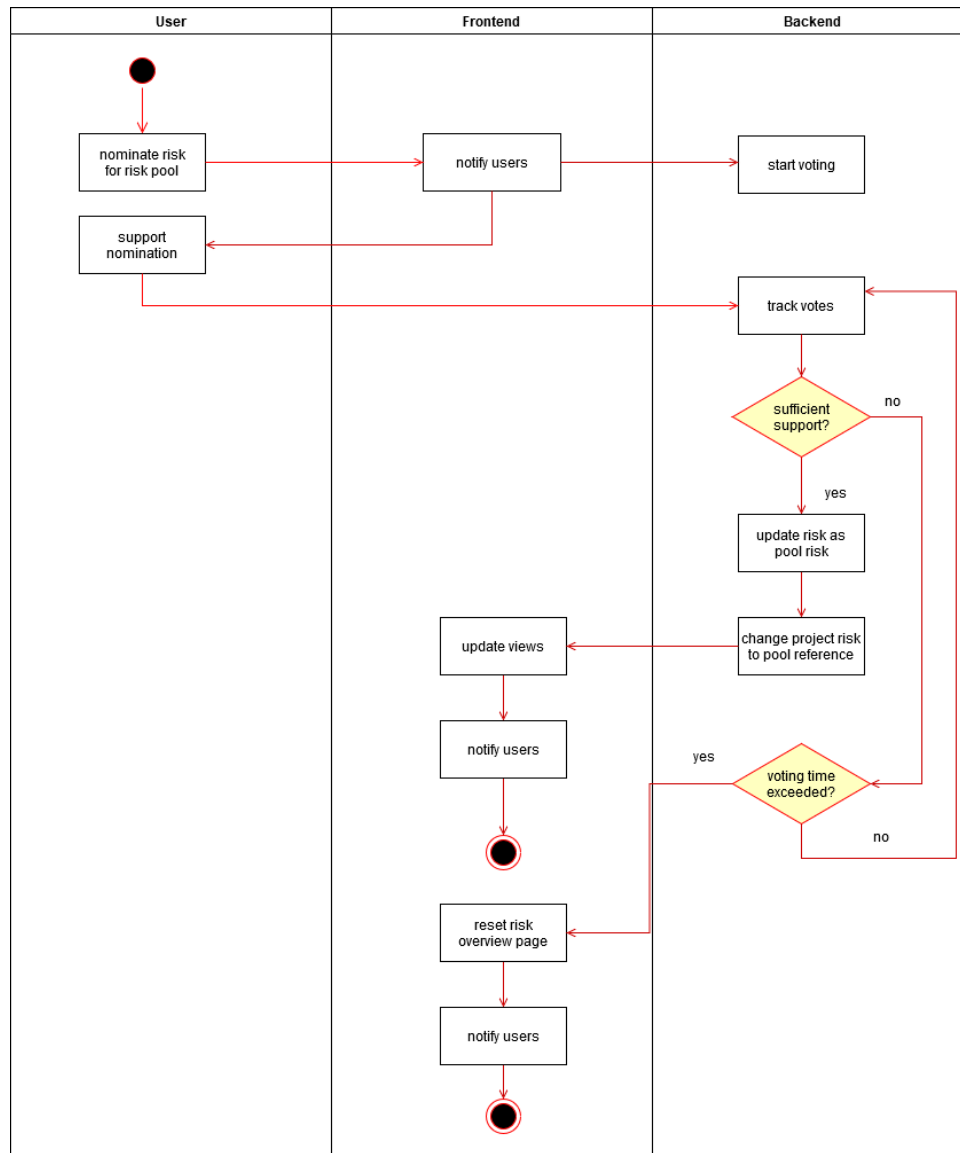 User
Frontend
Backend
nominate risk
for risk pool
notify users
start voting
support
nomination
track votes
sufficient
support?
no
yes
update risk as
pool risk
change project risk
to pool reference
update views
notify users
yes
voting time
exceeded?
no
reset risk
overview page
notify users